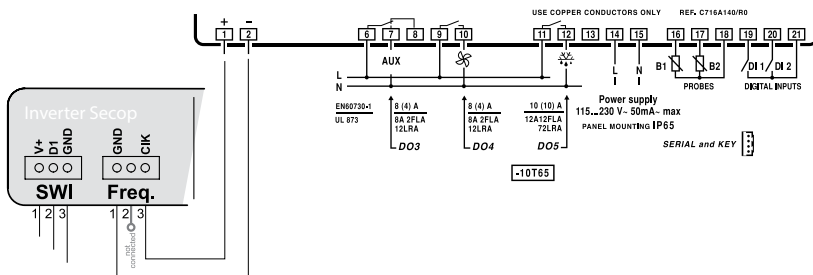 + −
USE COPPER CONDUCTORS ONLY REF. C716A140/R0
1 2 6 7 8 9 10 11 12 13 14 15 16 17 18 19 20 21
AUX
L
N
L N
B1 B2 DI 1 DI 2
PROBES DIGITAL INPUTS
EN60730-1
UL 873
8 (4) A
8A 2FLA
12LRA
DO3
8 (4) A
8A 2FLA
12LRA
DO4
10 (10) A
12A12FLA
72LRA
DO5
Power supply
115...230 V~ 50mA~ max
PANEL MOUNTING IP65
SERIAL and KEY
-10T65
Inverter Secop
V+ D1 GND GND ClK
SWI Freq.
1 2 3 1 2 3
not
connected